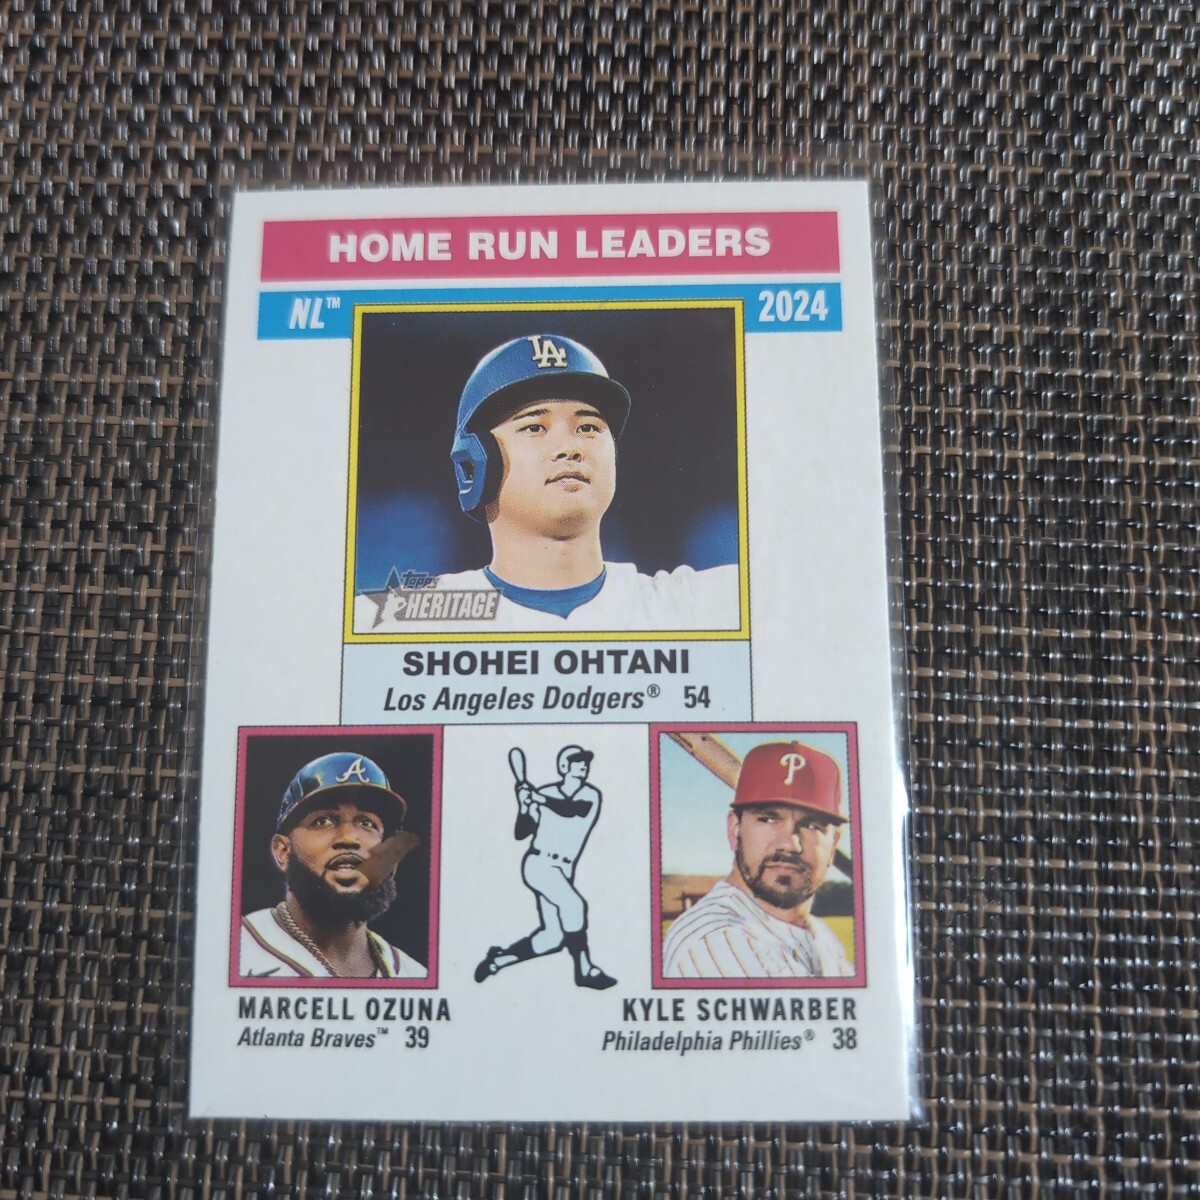 HOME RUN LEADERS
NL™ 2024
LA
Topps
HERITAGE
SHOHEI OHTANI
Los Angeles Dodgers® 54
A
P
MARCELL OZUNA
Atlanta Braves™ 39
KYLE SCHWARBER
Philadelphia Phillies® 38